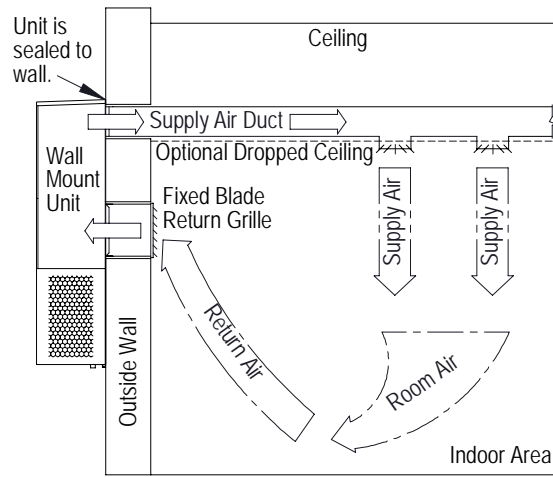 Unit is
sealed to
wall.
Ceiling
Supply Air Duct
Optional Dropped Ceiling
Wall
Mount
Unit
Fixed Blade
Return Grille
Supply Air
Supply Air
Return Air
Room Air
Outside Wall
Indoor Area